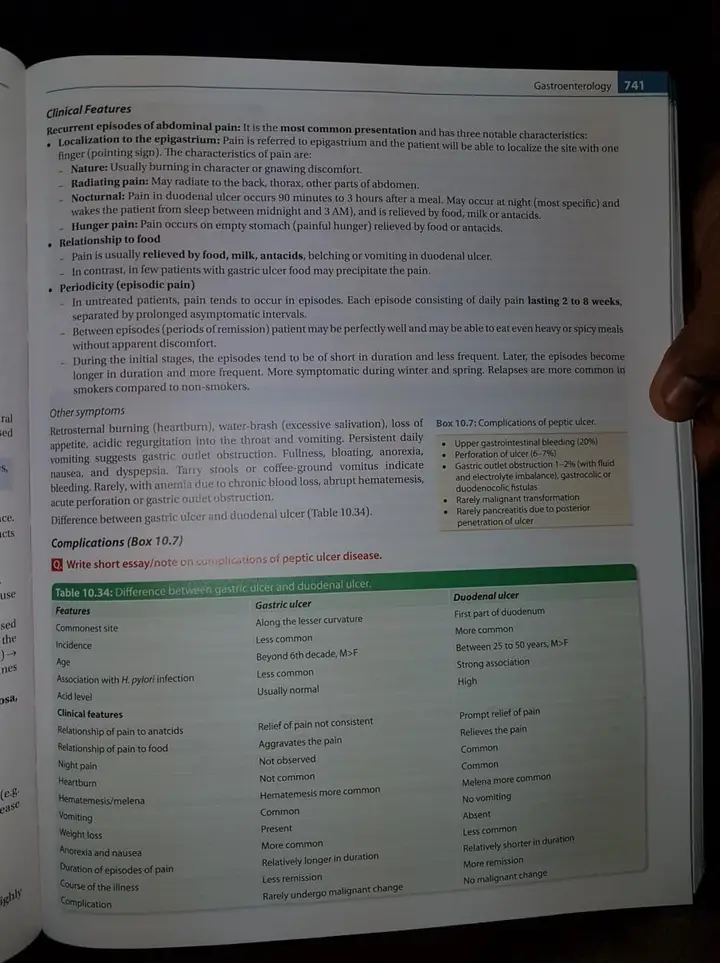 Gastroenterology 741
Clinical Features
Recurrent episodes of abdominal pain: It is the most common presentation and has three notable characteristics:
• Localization to the epigastrium: Pain is referred to epigastrium and the patient will be able to localize the site with one
finger (pointing sign). The characteristics of pain are:
– Nature: Usually burning in character or gnawing discomfort.
– Radiating pain: May radiate to the back, thorax, other parts of abdomen.
– Nocturnal: Pain in duodenal ulcer occurs 90 minutes to 3 hours after a meal. May occur at night (most specific) and
wakes the patient from sleep between midnight and 3 AM), and is relieved by food, milk or antacids.
– Hunger pain: Pain occurs on empty stomach (painful hunger) relieved by food or antacids.
• Relationship to food
– Pain is usually relieved by food, milk, antacids, belching or vomiting in duodenal ulcer.
– In contrast, in few patients with gastric ulcer food may precipitate the pain.
• Periodicity (episodic pain)
– In untreated patients, pain tends to occur in episodes. Each episode consisting of daily pain lasting 2 to 8 weeks,
separated by prolonged asymptomatic intervals.
– Between episodes (periods of remission) patient may be perfectly well and may be able to eat even heavy or spicy meals
without apparent discomfort.
– During the initial stages, the episodes tend to be of short in duration and less frequent. Later, the episodes become
longer in duration and more frequent. More symptomatic during winter and spring. Relapses are more common in
smokers compared to non-smokers.
Other symptoms
Retrosternal burning (heartburn), water-brash (excessive salivation), loss of
appetite, acidic regurgitation into the throat and vomiting. Persistent daily
vomiting suggests gastric outlet obstruction. Fullness, bloating, anorexia,
nausea, and dyspepsia. Tarry stools or coffee-ground vomitus indicate
bleeding. Rarely, with anemia due to chronic blood loss, abrupt hematemesis,
acute perforation or gastric outlet obstruction.
Difference between gastric ulcer and duodenal ulcer (Table 10.34).
Box 10.7: Complications of peptic ulcer.
• Upper gastrointestinal bleeding (20%)
• Perforation of ulcer (6–7%)
• Gastric outlet obstruction 1–2% (with fluid
and electrolyte imbalance), gastrocolic or
duodenocolic fistulas
• Rarely malignant transformation
• Rarely pancreatitis due to posterior
penetration of ulcer
Complications (Box 10.7)
Q. Write short essay/note on complications of peptic ulcer disease.
Table 10.34: Difference between gastric ulcer and duodenal ulcer.
Features Gastric ulcer Duodenal ulcer
Commonest site Along the lesser curvature First part of duodenum
Incidence Less common More common
Age Beyond 6th decade, M>F Between 25 to 50 years, M>F
Association with H. pylori infection Less common Strong association
Acid level Usually normal High
Clinical features
Relationship of pain to anatcids Relief of pain not consistent Prompt relief of pain
Relationship of pain to food Aggravates the pain Relieves the pain
Night pain Not observed Common
Heartburn Not common Common
Hematemesis/melena Hematemesis more common Melena more common
Vomiting Common No vomiting
Weight loss Present Absent
Anorexia and nausea More common Less common
Duration of episodes of pain Relatively longer in duration Relatively shorter in duration
Course of the illness Less remission More remission
Complication Rarely undergo malignant change No malignant change